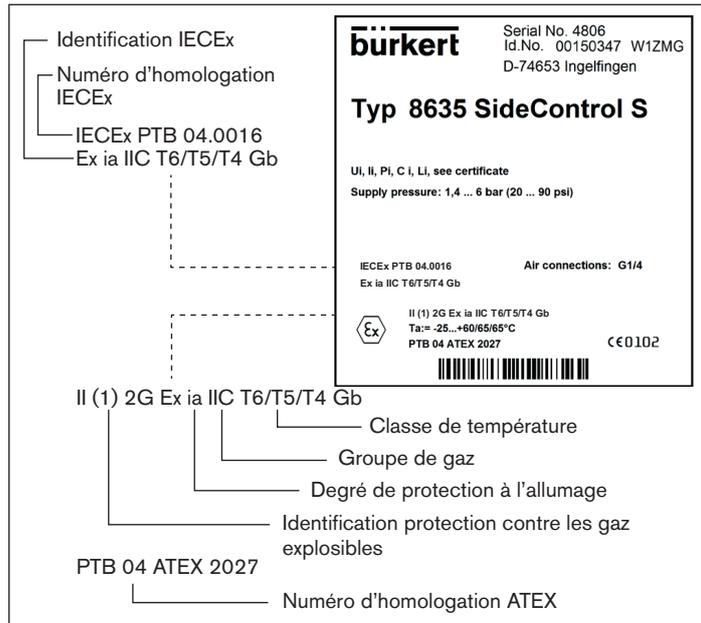 Identification IECEx
Numéro d'homologation
IECEx
IECEx PTB 04.0016
Ex ia IIC T6/T5/T4 Gb
bürkert
Serial No. 4806
Id.No. 00150347 W1ZMG
D-74653 Ingelfingen
Typ 8635 SideControl S
Ui, Ii, Pi, C i, Li, see certificate
Supply pressure: 1,4 ... 6 bar (20 ... 90 psi)
IECEx PTB 04.0016
Air connections: G1/4
Ex ia IIC T6/T5/T4 Gb
Ex
II (1) 2G Ex ia IIC T6/T5/T4 Gb
Ta:= -25...+60/65/65°C
PTB 04 ATEX 2027
CE0102
II (1) 2G Ex ia IIC T6/T5/T4 Gb
Classe de température
Groupe de gaz
Degré de protection à l'allumage
Identification protection contre les gaz
explosibles
PTB 04 ATEX 2027
Numéro d'homologation ATEX